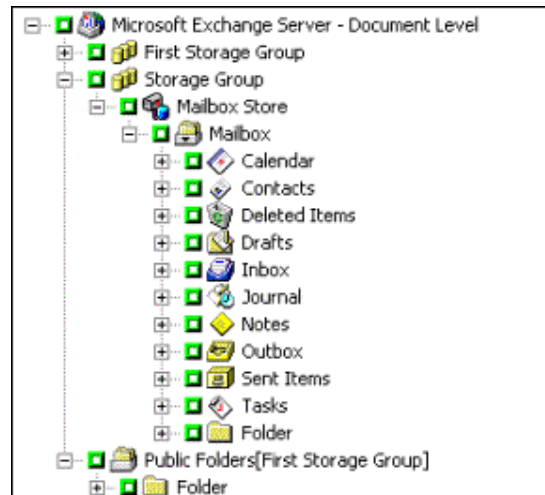 Microsoft Exchange Server - Document Level
First Storage Group
Storage Group
Mailbox Store
Mailbox
Calendar
Contacts
Deleted Items
Drafts
Inbox
Journal
Notes
Outbox
Sent Items
Tasks
Folder
Public Folders[First Storage Group]
Folder